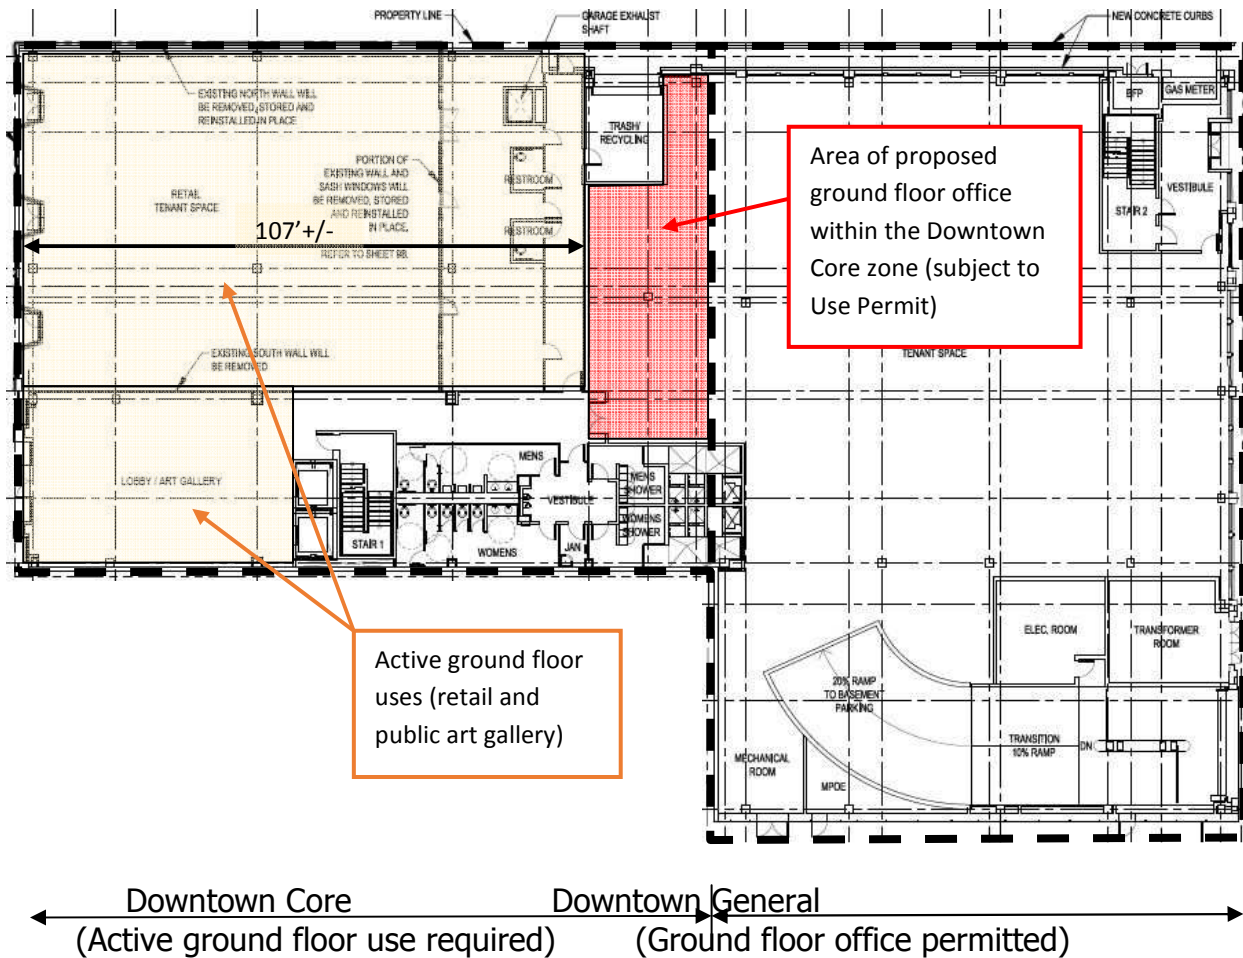 PROPERTY LINE
GARAGE EXHAUST
SHAFT
NEW CONCRETE CURBS
EXISTING NORTH WALL WILL
BE REMOVED, STORED AND
REINSTALLED IN PLACE
TRASH/
RECYCLING
BFP
GAS METER
PORTION OF
EXISTING WALL AND
SASH WINDOWS WILL
BE REMOVED, STORED
AND REINSTALLED
IN PLACE.
REFER TO SHEET 9B.
RESTROOM
RESTROOM
RETAIL
TENANT SPACE
107'+/-
Area of proposed
ground floor office
within the Downtown
Core zone (subject to
Use Permit)
STAIR 2
VESTIBULE
TENANT SPACE
EXISTING SOUTH WALL WILL
BE REMOVED
LOBBY / ART GALLERY
STAIR 1
MENS
VESTIBULE
WOMENS
JAN
MENS
SHOWER
WOMENS
SHOWER
Active ground floor
uses (retail and
public art gallery)
ELEC. ROOM
TRANSFORMER
ROOM
20% RAMP
TO BASEMENT
PARKING
TRANSITION
10% RAMP
DN
MECHANICAL
ROOM
MPOE
Downtown Core
(Active ground floor use required)
Downtown General
(Ground floor office permitted)